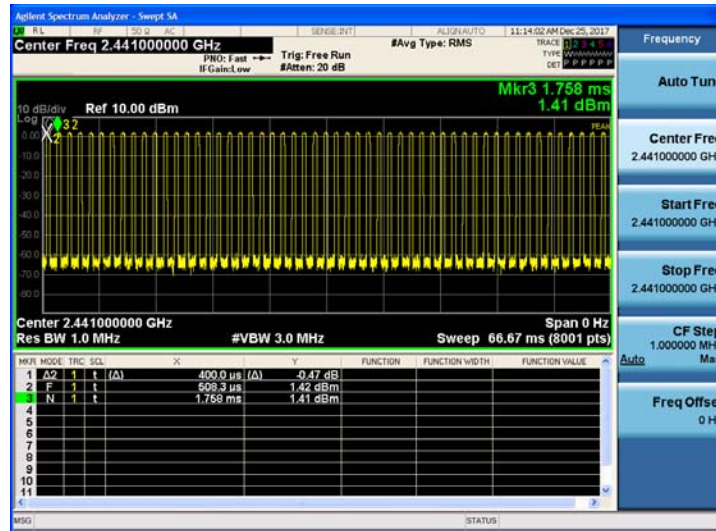 Agilent Spectrum Analyzer - Swept SA
LXI RL RF 50 Ω AC SENSE:INT ALIGNAUTO 11:14:02 AM Dec 25, 2017
Center Freq 2.441000000 GHz
PNO: Fast
IFGain:Low
Trig: Free Run
#Atten: 20 dB
#Avg Type: RMS
TRACE 1 2 3 4 5 6
TYPE
DET P P P P P P
Frequency
Auto Tun
Center Fre
2.441000000 GH
Start Fre
2.441000000 GH
Stop Fre
2.441000000 GH
CF Step
1.000000 MH
Auto Ma
Freq Offse
0 H
Mkr3 1.758 ms
1.41 dBm
10 dB/div Ref 10.00 dBm
Log
3 2
2
PEAK
0.00
-10.0
-20.0
-30.0
-40.0
-50.0
-60.0
-70.0
-80.0
Center 2.441000000 GHz Span 0 Hz
Res BW 1.0 MHz #VBW 3.0 MHz Sweep 66.67 ms (8001 pts)
MKR MODE TRC SCL X Y FUNCTION FUNCTION WIDTH FUNCTION VALUE
1 Δ2 1 t (Δ) 400.0 µs (Δ) -0.47 dB
2 F 1 t 508.3 µs 1.42 dBm
3 N 1 t 1.758 ms 1.41 dBm
4
5
6
7
8
9
10
11
MSG STATUS